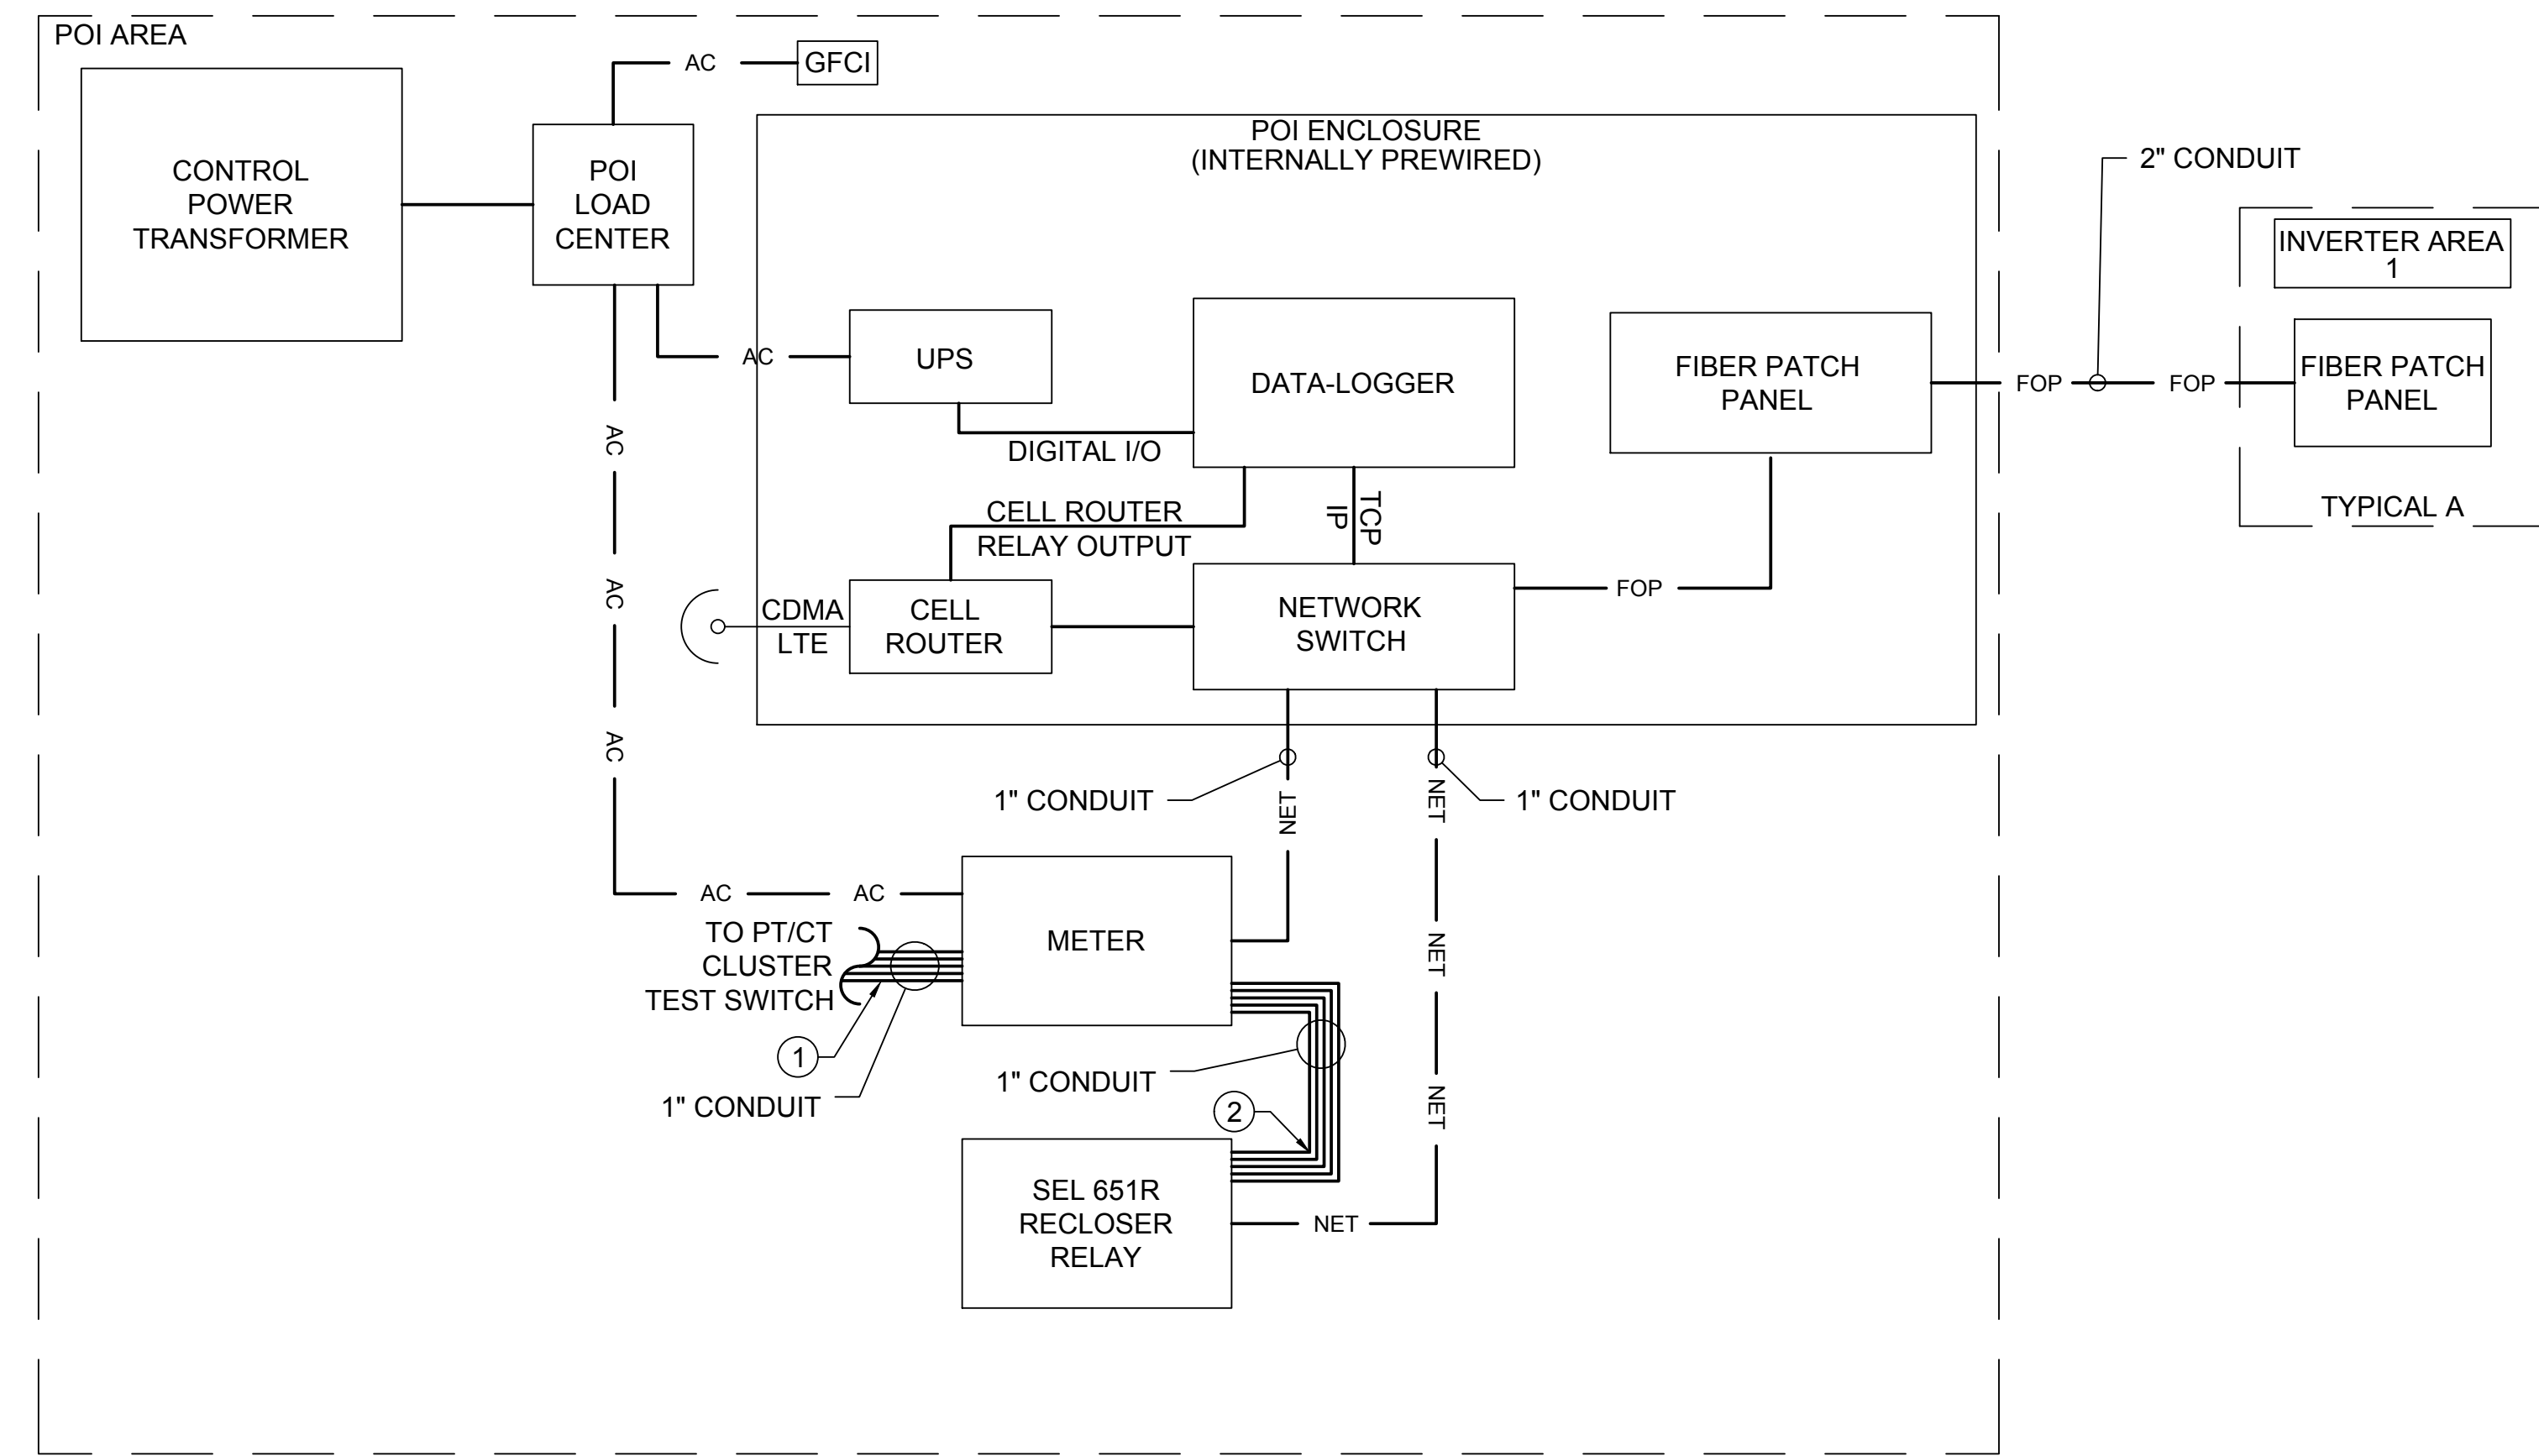 POI AREA
AC
GFCI
CONTROL
POWER
TRANSFORMER
POI
LOAD
CENTER
POI ENCLOSURE
(INTERNALLY PREWIRED)
2" CONDUIT
INVERTER AREA
1
AC
UPS
DATA-LOGGER
FIBER PATCH
PANEL
FOP
FOP
FIBER PATCH
PANEL
AC
DIGITAL I/O
CELL ROUTER
RELAY OUTPUT
TCP
IP
TYPICAL A
AC
CDMA
LTE
CELL
ROUTER
NETWORK
SWITCH
FOP
AC
1" CONDUIT
NET
NET
1" CONDUIT
AC
AC
TO PT/CT
CLUSTER
TEST SWITCH
METER
NET
1
1" CONDUIT
1" CONDUIT
2
NET
SEL 651R
RECLOSER
RELAY
NET